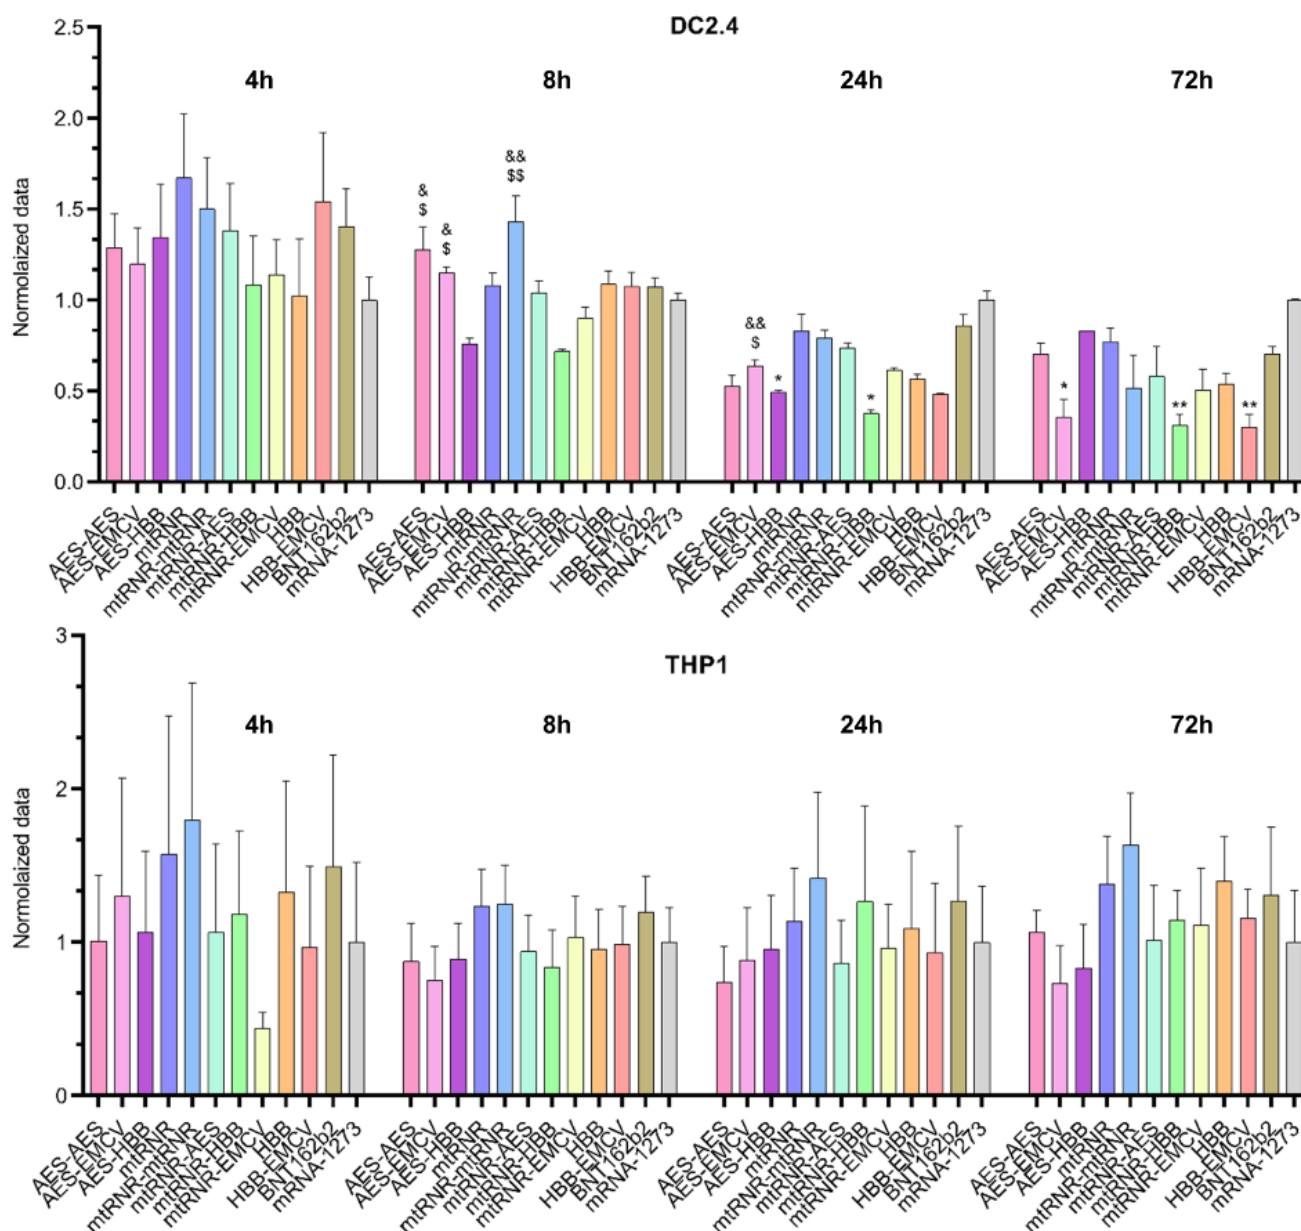 DC2.4
4h
8h
24h
72h
Normolaized data
2.5
2.0
1.5
1.0
0.5
0.0
&
$
&
$
&&
$$
&&
$
*
*
*
**
**
AES-AES
AES-EMCV
AES-HBB
mtRNR
mtRNR-mtRNR
mtRNR-AES
mtRNR-HBB
mtRNR-EMCV
HBB
HBB-EMCV
BNT162b2
mRNA-1273
AES-AES
AES-EMCV
AES-HBB
mtRNR
mtRNR-mtRNR
mtRNR-AES
mtRNR-HBB
mtRNR-EMCV
HBB
HBB-EMCV
BNT162b2
mRNA-1273
AES-AES
AES-EMCV
AES-HBB
mtRNR
mtRNR-mtRNR
mtRNR-AES
mtRNR-HBB
mtRNR-EMCV
HBB
HBB-EMCV
BNT162b2
mRNA-1273
AES-AES
AES-EMCV
AES-HBB
mtRNR
mtRNR-mtRNR
mtRNR-AES
mtRNR-HBB
mtRNR-EMCV
HBB
HBB-EMCV
BNT162b2
mRNA-1273
THP1
4h
8h
24h
72h
Normolaized data
3
2
1
0
AES-AES
AES-EMCV
AES-HBB
mtRNR
mtRNR-mtRNR
mtRNR-AES
mtRNR-HBB
mtRNR-EMCV
HBB
HBB-EMCV
BNT162b2
mRNA-1273
AES-AES
AES-EMCV
AES-HBB
mtRNR
mtRNR-mtRNR
mtRNR-AES
mtRNR-HBB
mtRNR-EMCV
HBB
HBB-EMCV
BNT162b2
mRNA-1273
AES-AES
AES-EMCV
AES-HBB
mtRNR
mtRNR-mtRNR
mtRNR-AES
mtRNR-HBB
mtRNR-EMCV
HBB
HBB-EMCV
BNT162b2
mRNA-1273
AES-AES
AES-EMCV
AES-HBB
mtRNR
mtRNR-mtRNR
mtRNR-AES
mtRNR-HBB
mtRNR-EMCV
HBB
HBB-EMCV
BNT162b2
mRNA-1273